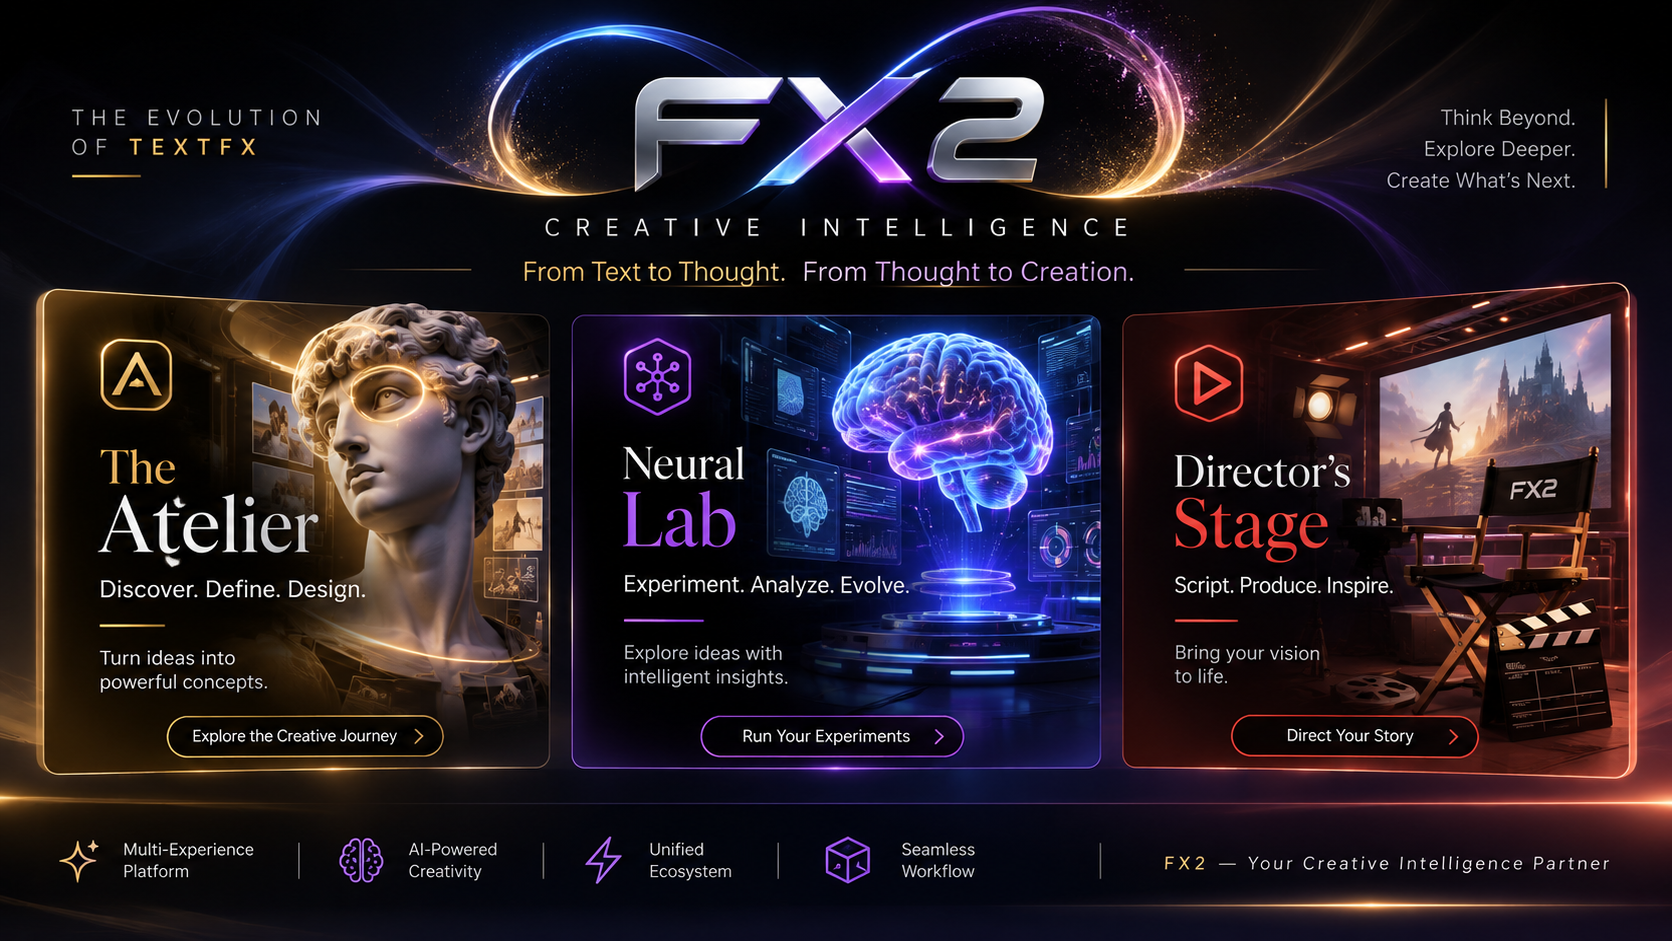 THE EVOLUTION
OF TEXTFX
FX2
CREATIVE INTELLIGENCE
From Text to Thought. From Thought to Creation.
Think Beyond.
Explore Deeper.
Create What's Next.
The
Atelier
Discover. Define. Design.
Turn ideas into
powerful concepts.
Explore the Creative Journey
Neural
Lab
Experiment. Analyze. Evolve.
Explore ideas with
intelligent insights.
Run Your Experiments
Director's
Stage
Script. Produce. Inspire.
Bring your vision
to life.
Direct Your Story
FX2
Multi-Experience
Platform
AI-Powered
Creativity
Unified
Ecosystem
Seamless
Workflow
FX2 — Your Creative Intelligence Partner